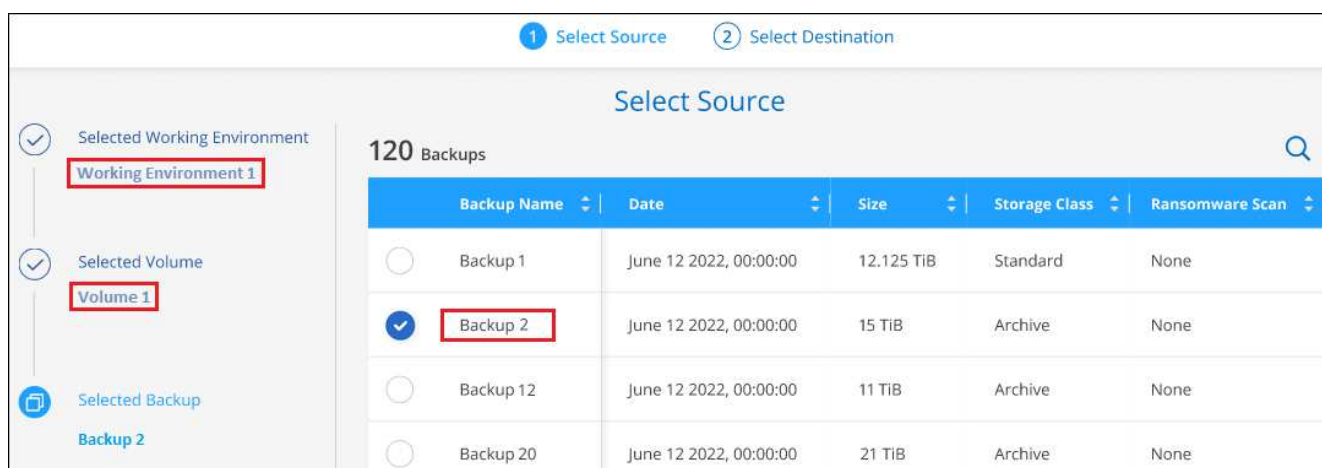 1 Select Source 2 Select Destination
Select Source
Selected Working Environment
Working Environment 1
Selected Volume
Volume 1
Selected Backup
Backup 2
120 Backups
Backup Name Date Size Storage Class Ransomware Scan
Backup 1 June 12 2022, 00:00:00 12.125 TiB Standard None
Backup 2 June 12 2022, 00:00:00 15 TiB Archive None
Backup 12 June 12 2022, 00:00:00 11 TiB Archive None
Backup 20 June 12 2022, 00:00:00 21 TiB Archive None